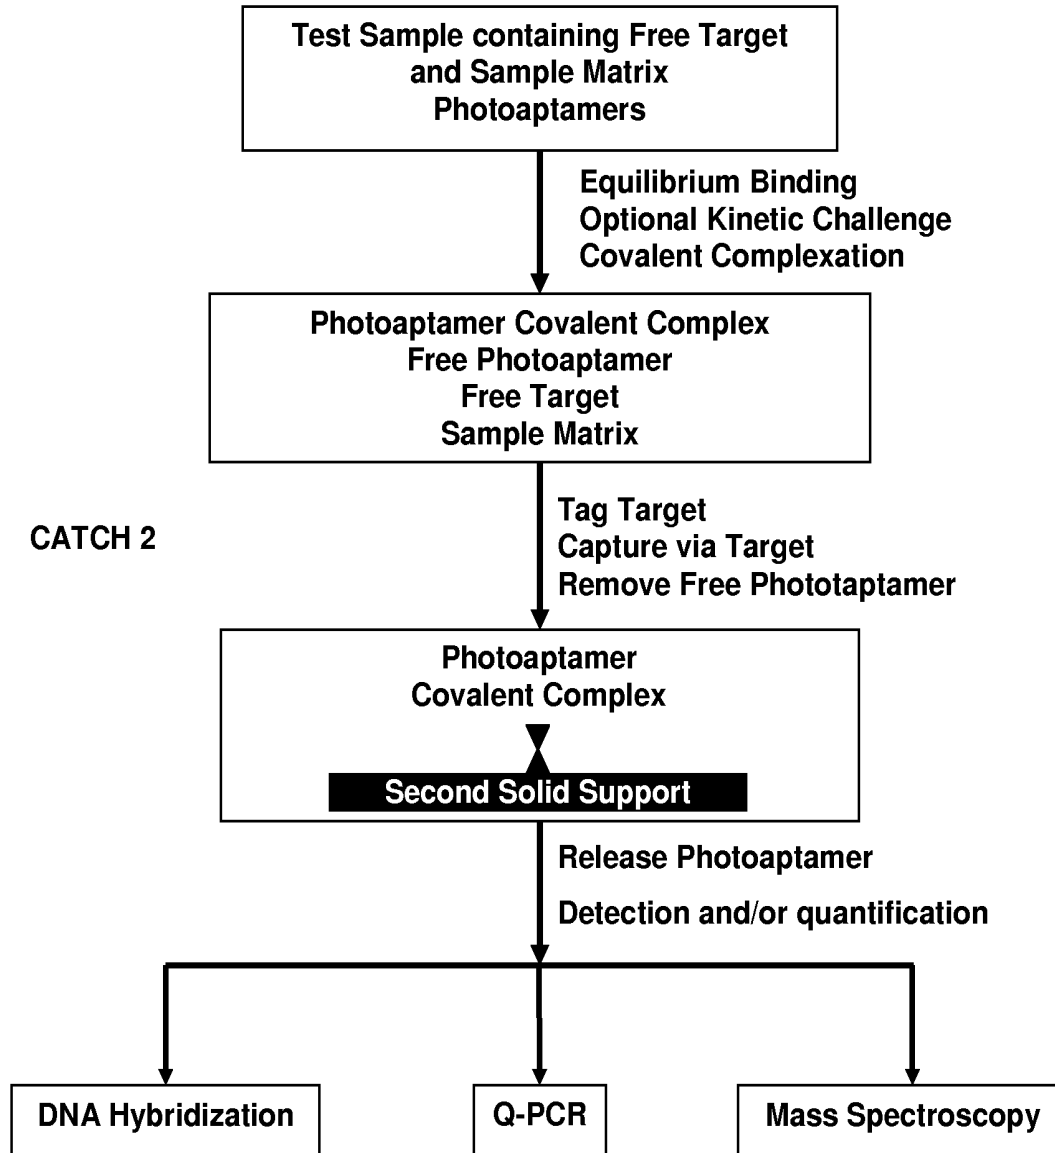 Test Sample containing Free Target
and Sample Matrix
Photoaptamers
Equilibrium Binding
Optional Kinetic Challenge
Covalent Complexation
Photoaptamer Covalent Complex
Free Photoaptamer
Free Target
Sample Matrix
CATCH 2
Tag Target
Capture via Target
Remove Free Phototaptamer
Photoaptamer
Covalent Complex
Second Solid Support
Release Photoaptamer
Detection and/or quantification
DNA Hybridization
Q-PCR
Mass Spectroscopy